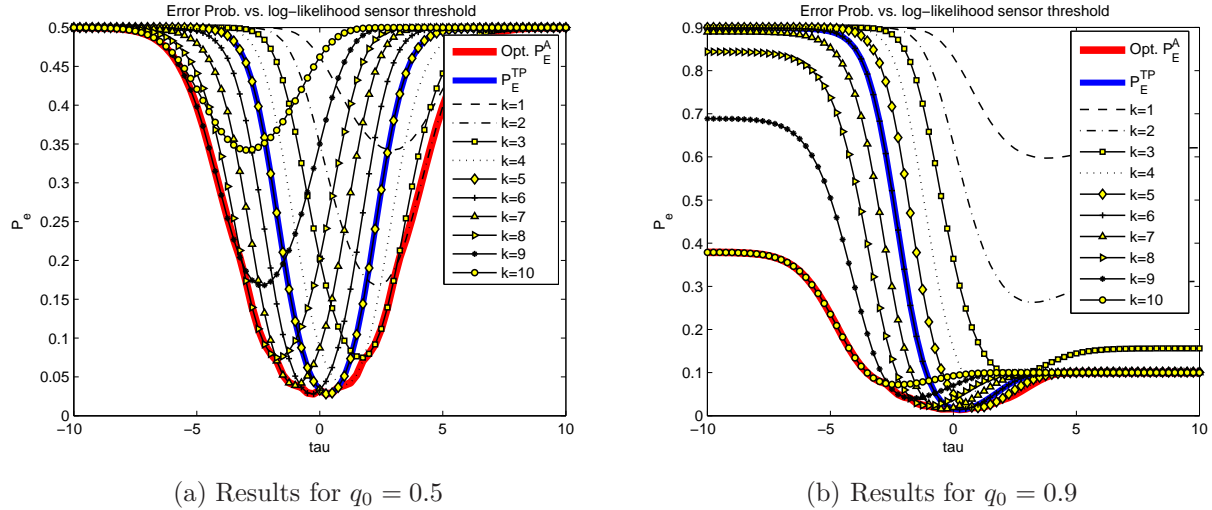 Error Prob. vs. log−likelihood sensor threshold
0.5
0.45
0.4
0.35
0.3
0.25
0.2
0.15
0.1
0.05
0
P_e
−10
−5
0
5
10
tau
Opt. P_E^A
P_E^TP
k=1
k=2
k=3
k=4
k=5
k=6
k=7
k=8
k=9
k=10
(a) Results for q₀ = 0.5
Error Prob. vs. log−likelihood sensor threshold
0.9
0.8
0.7
0.6
0.5
0.4
0.3
0.2
0.1
0
P_e
−10
−5
0
5
10
tau
Opt. P_E^A
P_E^TP
k=1
k=2
k=3
k=4
k=5
k=6
k=7
k=8
k=9
k=10
(b) Results for q₀ = 0.9